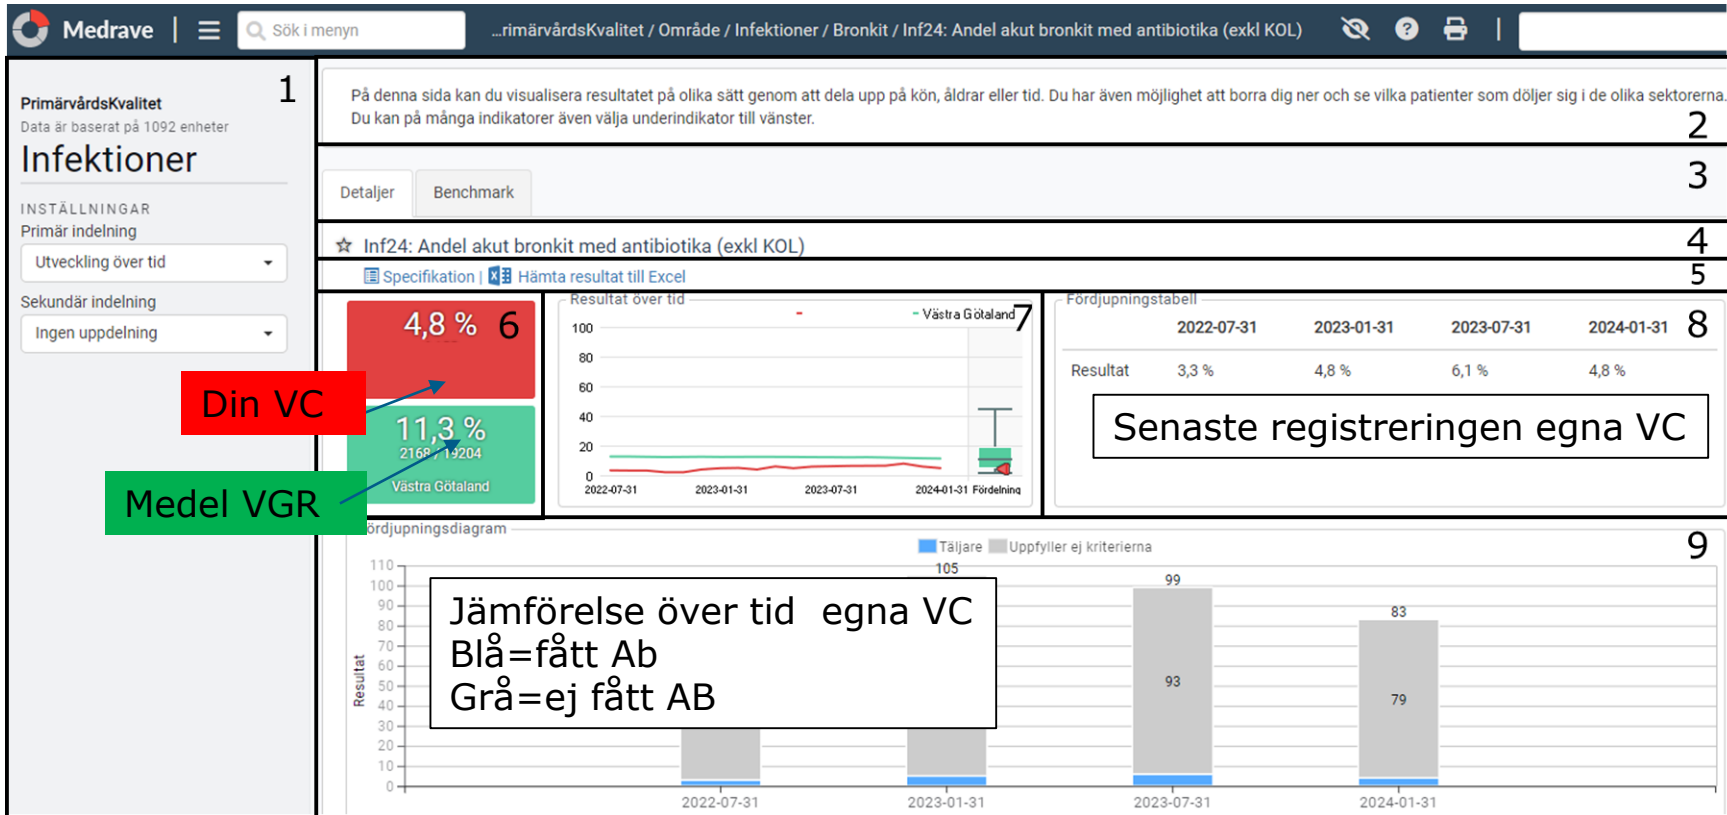 Medrave
Sök i menyn
...rimärvårdsKvalitet / Område / Infektioner / Bronkit / Inf24: Andel akut bronkit med antibiotika (exkl KOL)
1
PrimärvårdsKvalitet
Data är baserat på 1092 enheter
Infektioner
INSTÄLLNINGAR
Primär indelning
Utveckling över tid
Sekundär indelning
Ingen uppdelning
På denna sida kan du visualisera resultatet på olika sätt genom att dela upp på kön, åldrar eller tid. Du har även möjlighet att borra dig ner och se vilka patienter som döljer sig i de olika sektorerna.
Du kan på många indikatorer även välja underindikator till vänster.
2
3
Detaljer
Benchmark
Inf24: Andel akut bronkit med antibiotika (exkl KOL)
4
Specifikation | Hämta resultat till Excel
5
4,8 %
6
Din VC
11,3 %
2168 / 19204
Västra Götaland
Medel VGR
Resultat över tid
- Västra Götaland
7
100
80
60
40
20
0
2022-07-31 2023-01-31 2023-07-31 2024-01-31 Fördelning
Fördjupningstabell
8
2022-07-31 2023-01-31 2023-07-31 2024-01-31
Resultat 3,3 % 4,8 % 6,1 % 4,8 %
Senaste registreringen egna VC
ördjupningsdiagram
9
Täljare Uppfyller ej kriterierna
Resultat
110
100
90
80
70
60
50
40
30
20
10
0
105
99
93
83
79
Jämförelse över tid  egna VC
Blå=fått Ab
Grå=ej fått AB
2022-07-31 2023-01-31 2023-07-31 2024-01-31